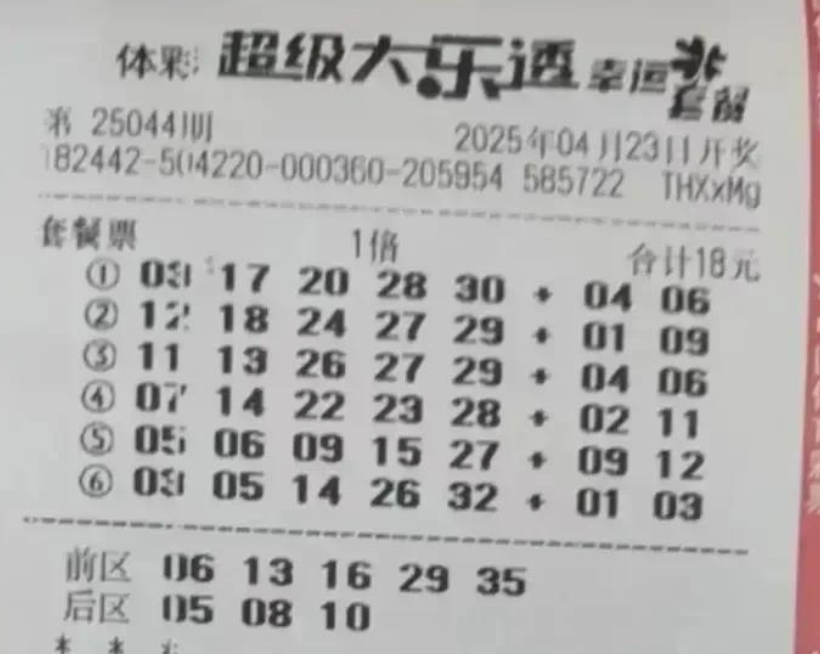 体彩 超级大乐透 幸运 套餐
第 25044期 2025年04月23日开奖
182442-504220-000360-205954 585722 THXxMg
套餐票 1倍 合计18元
① 03 17 20 28 30 + 04 06
② 12 18 24 27 29 + 01 09
③ 11 13 26 27 29 + 04 06
④ 07 14 22 23 28 + 02 11
⑤ 05 06 09 15 27 + 09 12
⑥ 03 05 14 26 32 + 01 03
前区 06 13 16 29 35
后区 05 08 10
* * *